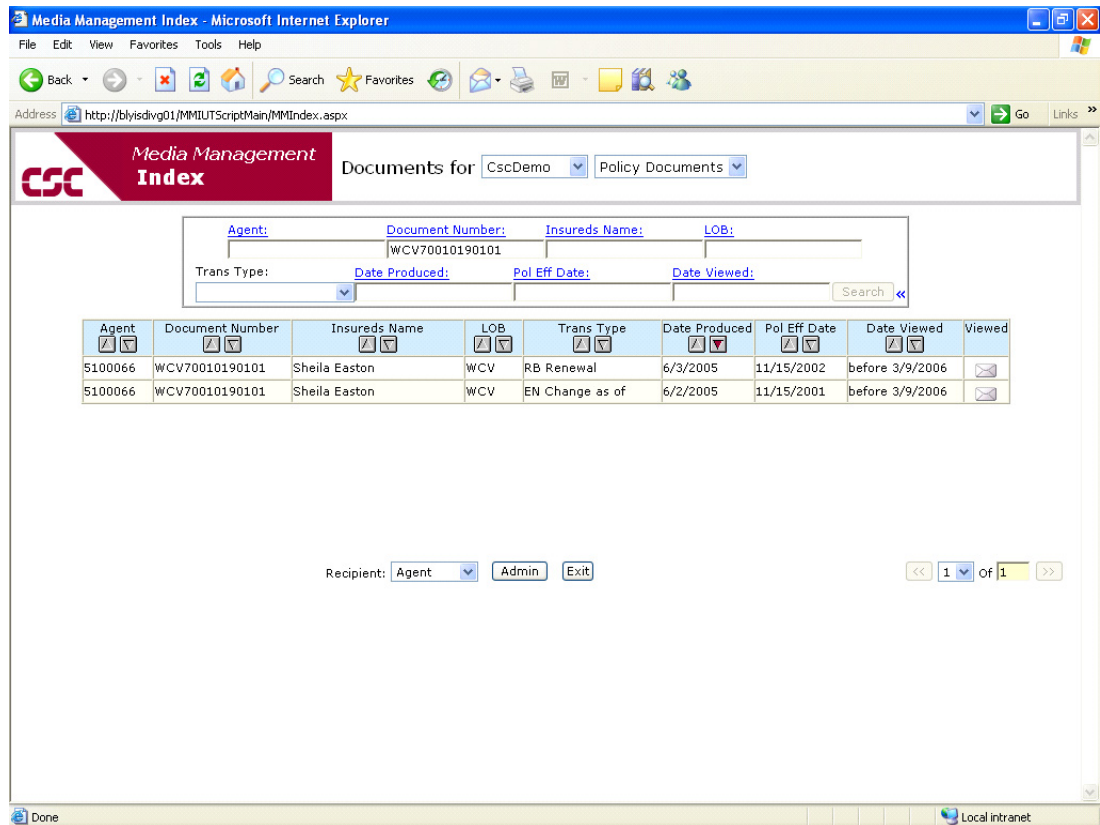 Media Management Index - Microsoft Internet Explorer
File Edit View Favorites Tools Help
Back Search Favorites
Address http://blyisdivg01/MMIUTScriptMain/MMIndex.aspx Go Links »
CSC Media Management Index Documents for CscDemo Policy Documents
Agent: Document Number: Insureds Name: LOB:
WCV70010190101
Trans Type: Date Produced: Pol Eff Date: Date Viewed:
Search «
Agent Document Number Insureds Name LOB Trans Type Date Produced Pol Eff Date Date Viewed Viewed
5100066 WCV70010190101 Sheila Easton WCV RB Renewal 6/3/2005 11/15/2002 before 3/9/2006
5100066 WCV70010190101 Sheila Easton WCV EN Change as of 6/2/2005 11/15/2001 before 3/9/2006
Recipient: Agent Admin Exit << 1 Of 1 >>
Done Local intranet